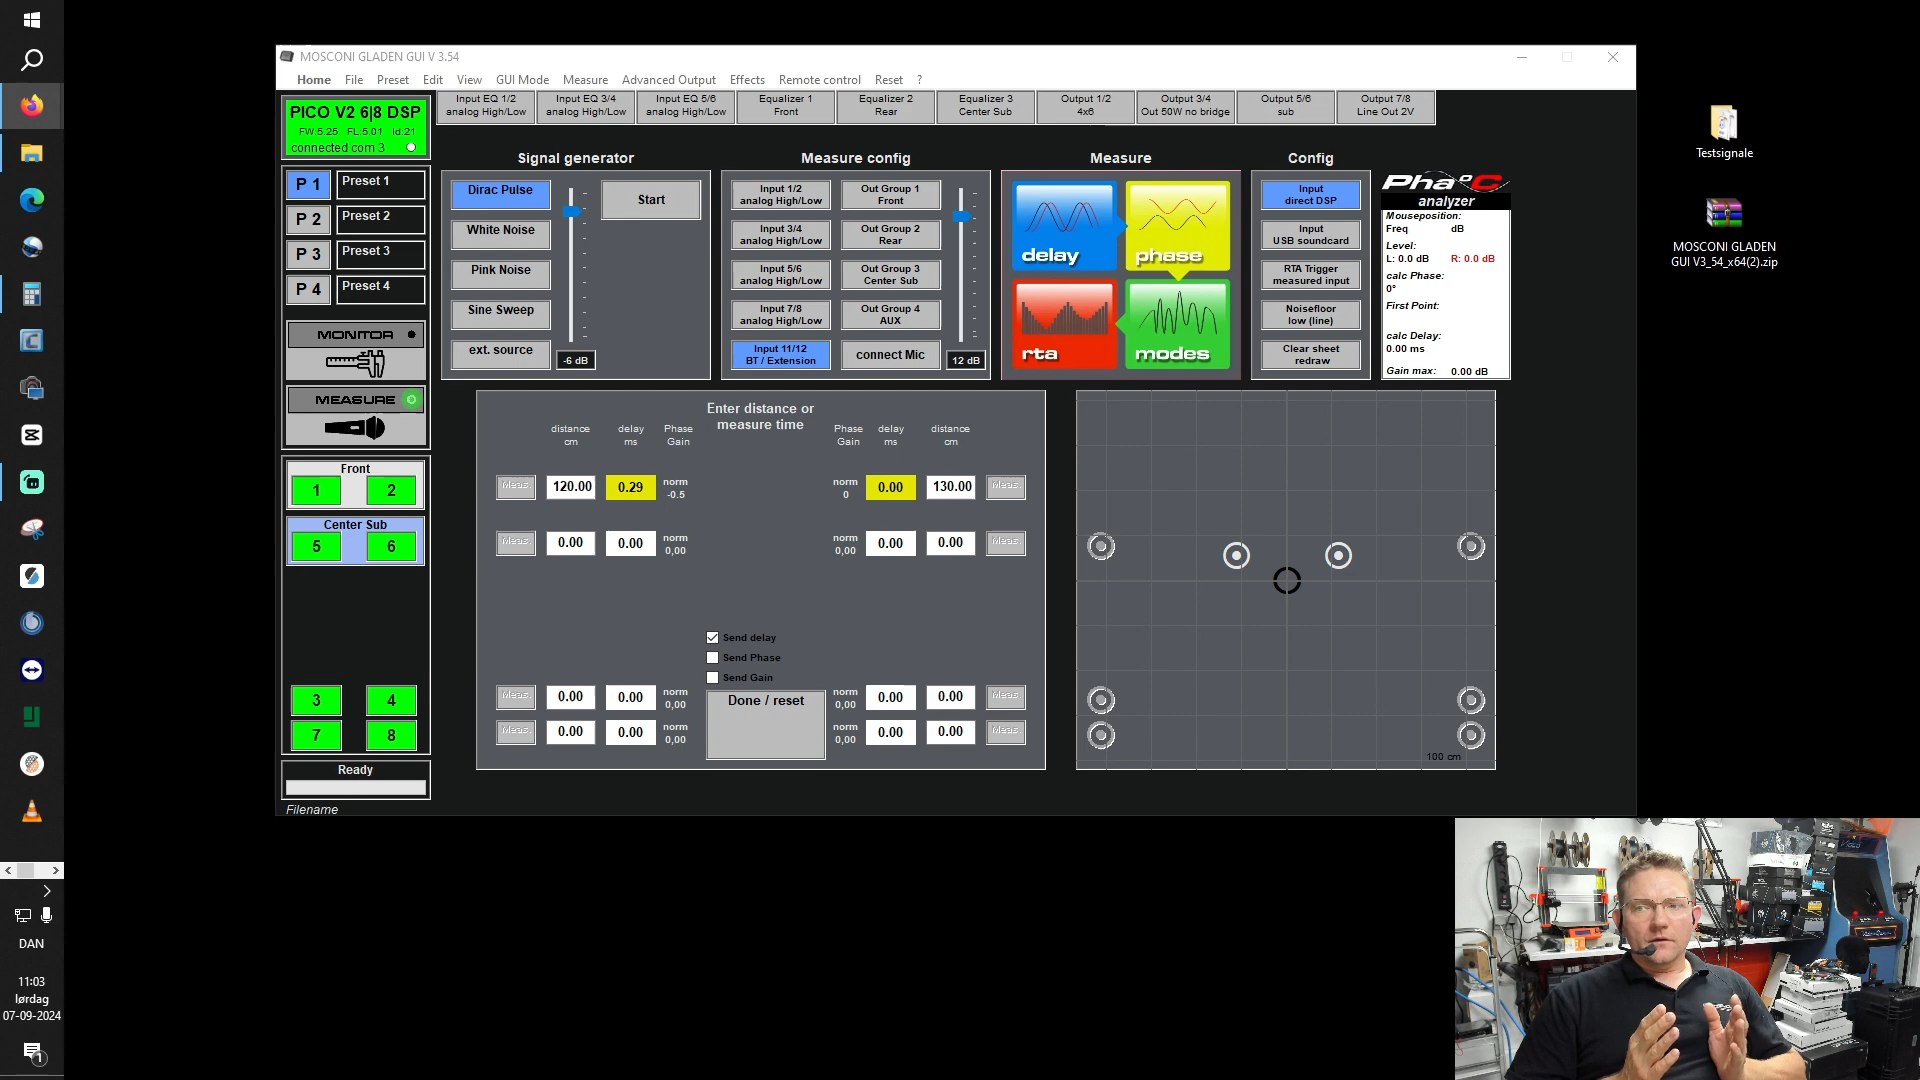 MOSCONI GLADEN GUI V 3.54
Home File Preset Edit View GUI Mode Measure Advanced Output Effects Remote control Reset ?
PICO V2 6|8 DSP
FW:5.25 FL:5.01 Id:21
connected com 3
Input EQ 1/2
analog High/Low
Input EQ 3/4
analog High/Low
Input EQ 5/6
analog High/Low
Equalizer 1
Front
Equalizer 2
Rear
Equalizer 3
Center Sub
Output 1/2
4x6
Output 3/4
Out 50W no bridge
Output 5/6
sub
Output 7/8
Line Out 2V
P 1 Preset 1
P 2 Preset 2
P 3 Preset 3
P 4 Preset 4
MONITOR
MEASURE
Front
1 2
Center Sub
5 6
3 4
7 8
Ready
Filename
Signal generator
Dirac Pulse
White Noise
Pink Noise
Sine Sweep
ext. source
Start
-6 dB
Measure config
Input 1/2
analog High/Low
Input 3/4
analog High/Low
Input 5/6
analog High/Low
Input 7/8
analog High/Low
Input 11/12
BT / Extension
Out Group 1
Front
Out Group 2
Rear
Out Group 3
Center Sub
Out Group 4
AUX
connect Mic
12 dB
Measure
delay
phase
rta
modes
Config
Input
direct DSP
Input
USB soundcard
RTA Trigger
measured input
Noisefloor
low (line)
Clear sheet
redraw
Pha°C
analyzer
Mouseposition:
Freq dB
Level:
L: 0.0 dB R: 0.0 dB
calc Phase:
0°
First Point:
calc Delay:
0.00 ms
Gain max: 0.00 dB
Enter distance or
measure time
distance
cm
delay
ms
Phase
Gain
Phase
Gain
delay
ms
distance
cm
Meas. 120.00 0.29 norm
-0.5
norm
0
0.00 130.00 Meas.
Meas. 0.00 0.00 norm
0,00
norm
0,00
0.00 0.00 Meas.
Send delay
Send Phase
Send Gain
Done / reset
Meas. 0.00 0.00 norm
0,00
norm
0,00
0.00 0.00 Meas.
Meas. 0.00 0.00 norm
0,00
norm
0,00
0.00 0.00 Meas.
100 cm
Testsignale
MOSCONI GLADEN
GUI V3_54_x64(2).zip
DAN
11:03
lørdag
07-09-2024
1